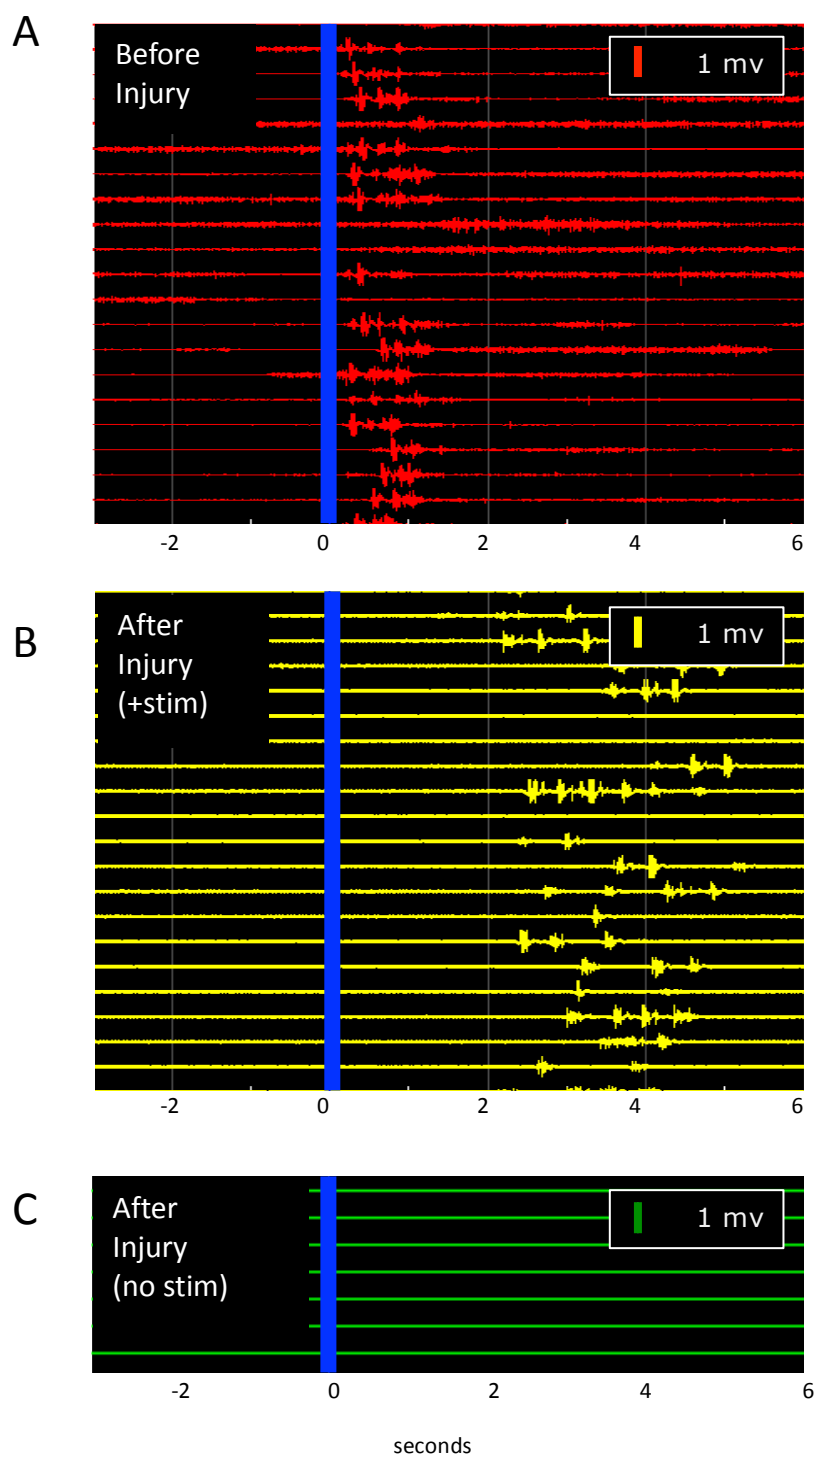 A
Before
Injury
1 mv
-2 0 2 4 6
B
After
Injury
(+stim)
1 mv
-2 0 2 4 6
C
After
Injury
(no stim)
1 mv
-2 0 2 4 6
seconds